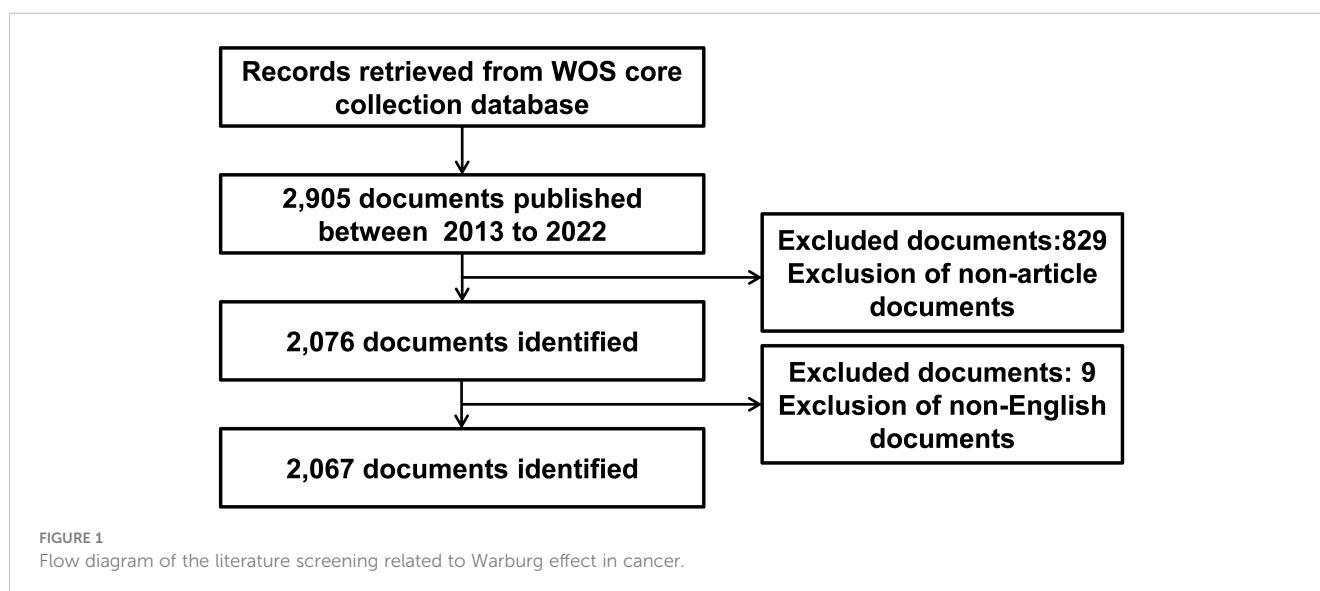 Records retrieved from WOS core
collection database
2,905 documents published
between 2013 to 2022
Excluded documents:829
Exclusion of non-article
documents
2,076 documents identified
Excluded documents: 9
Exclusion of non-English
documents
2,067 documents identified
FIGURE 1
Flow diagram of the literature screening related to Warburg effect in cancer.